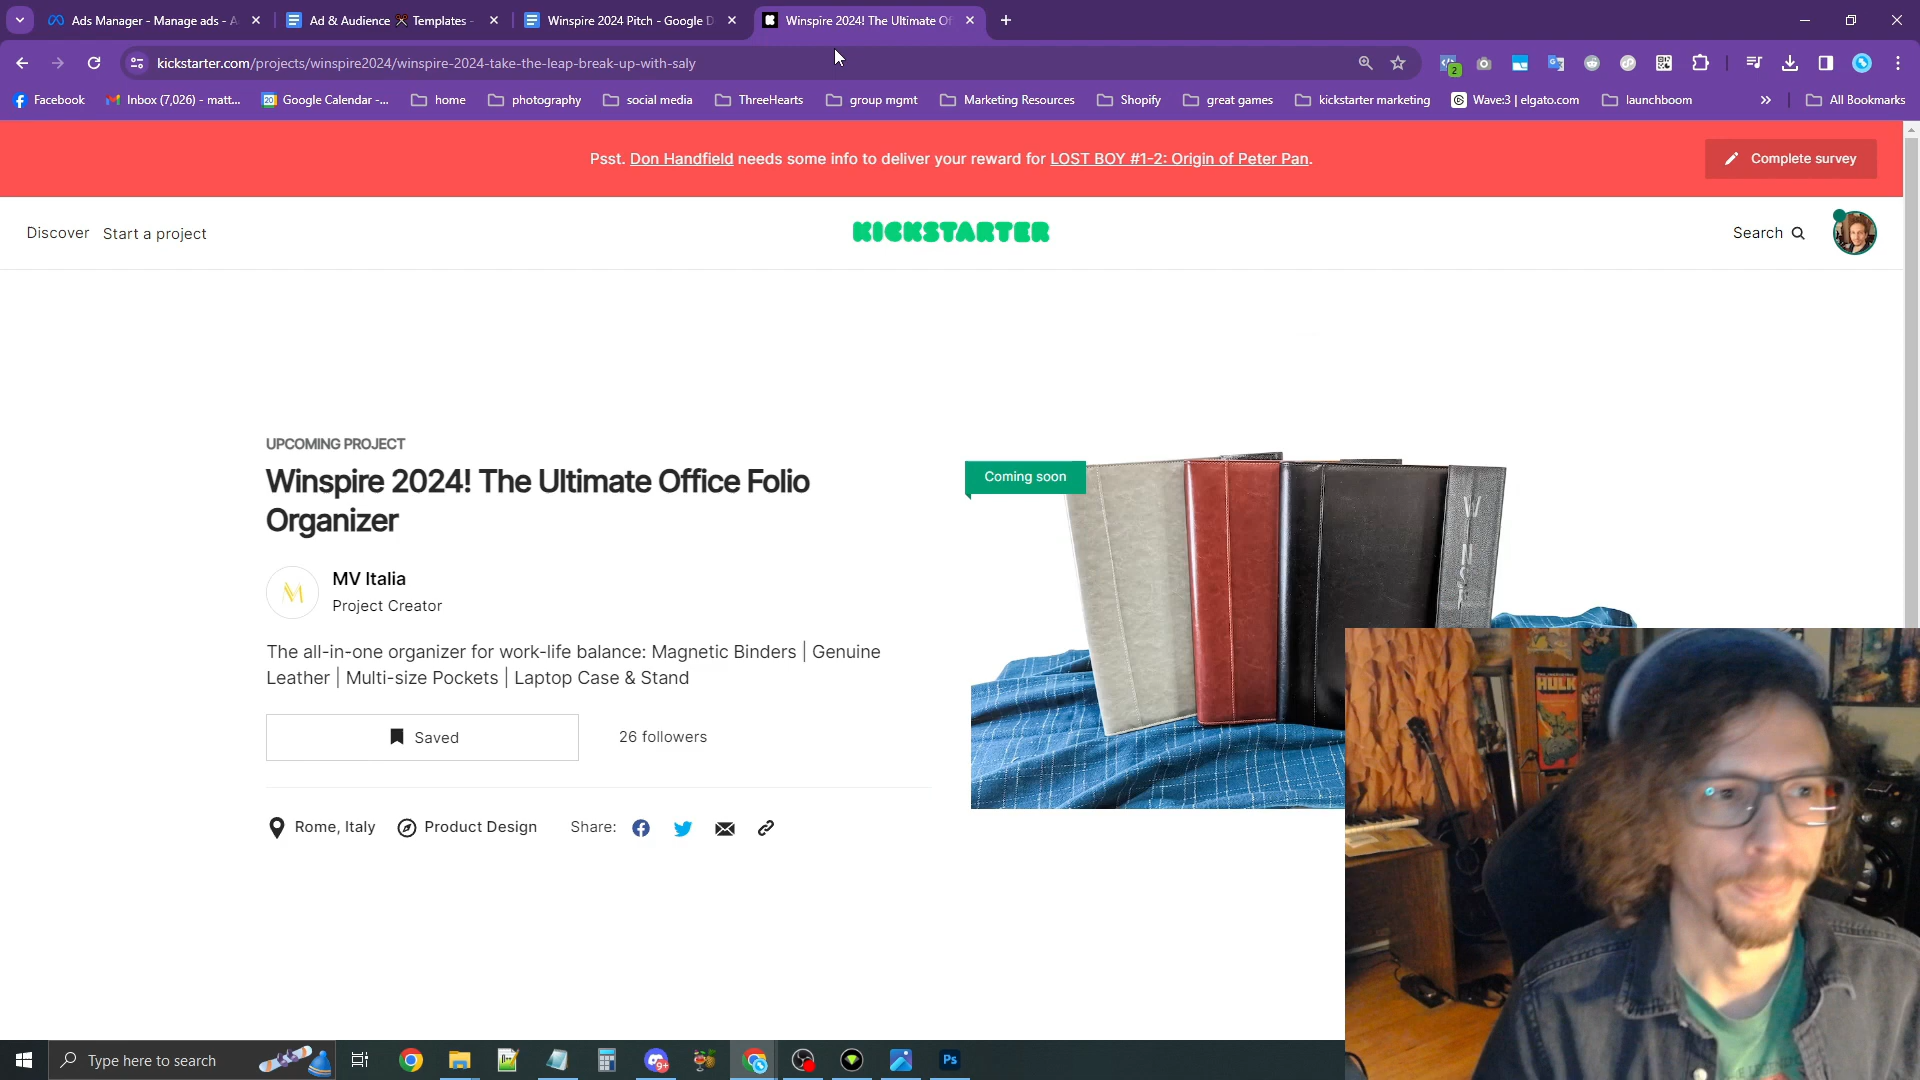 Ads Manager - Manage ads - A
Ad & Audience Templates -
Winspire 2024 Pitch - Google D
Winspire 2024! The Ultimate Of
kickstarter.com/projects/winspire2024/winspire-2024-take-the-leap-break-up-with-saly
2
Facebook
Inbox (7,026) - matt...
20
Google Calendar -...
home
photography
social media
ThreeHearts
group mgmt
Marketing Resources
Shopify
great games
kickstarter marketing
Wave:3 | elgato.com
launchboom
All Bookmarks
Psst. Don Handfield needs some info to deliver your reward for LOST BOY #1-2: Origin of Peter Pan.
Complete survey
Discover
Start a project
KICKSTARTER
Search
UPCOMING PROJECT
Winspire 2024! The Ultimate Office Folio
Organizer
MV Italia
Project Creator
The all-in-one organizer for work-life balance: Magnetic Binders | Genuine
Leather | Multi-size Pockets | Laptop Case & Stand
Saved
26 followers
Rome, Italy
Product Design
Share:
Coming soon
HULK
Type here to search
9+
Ps